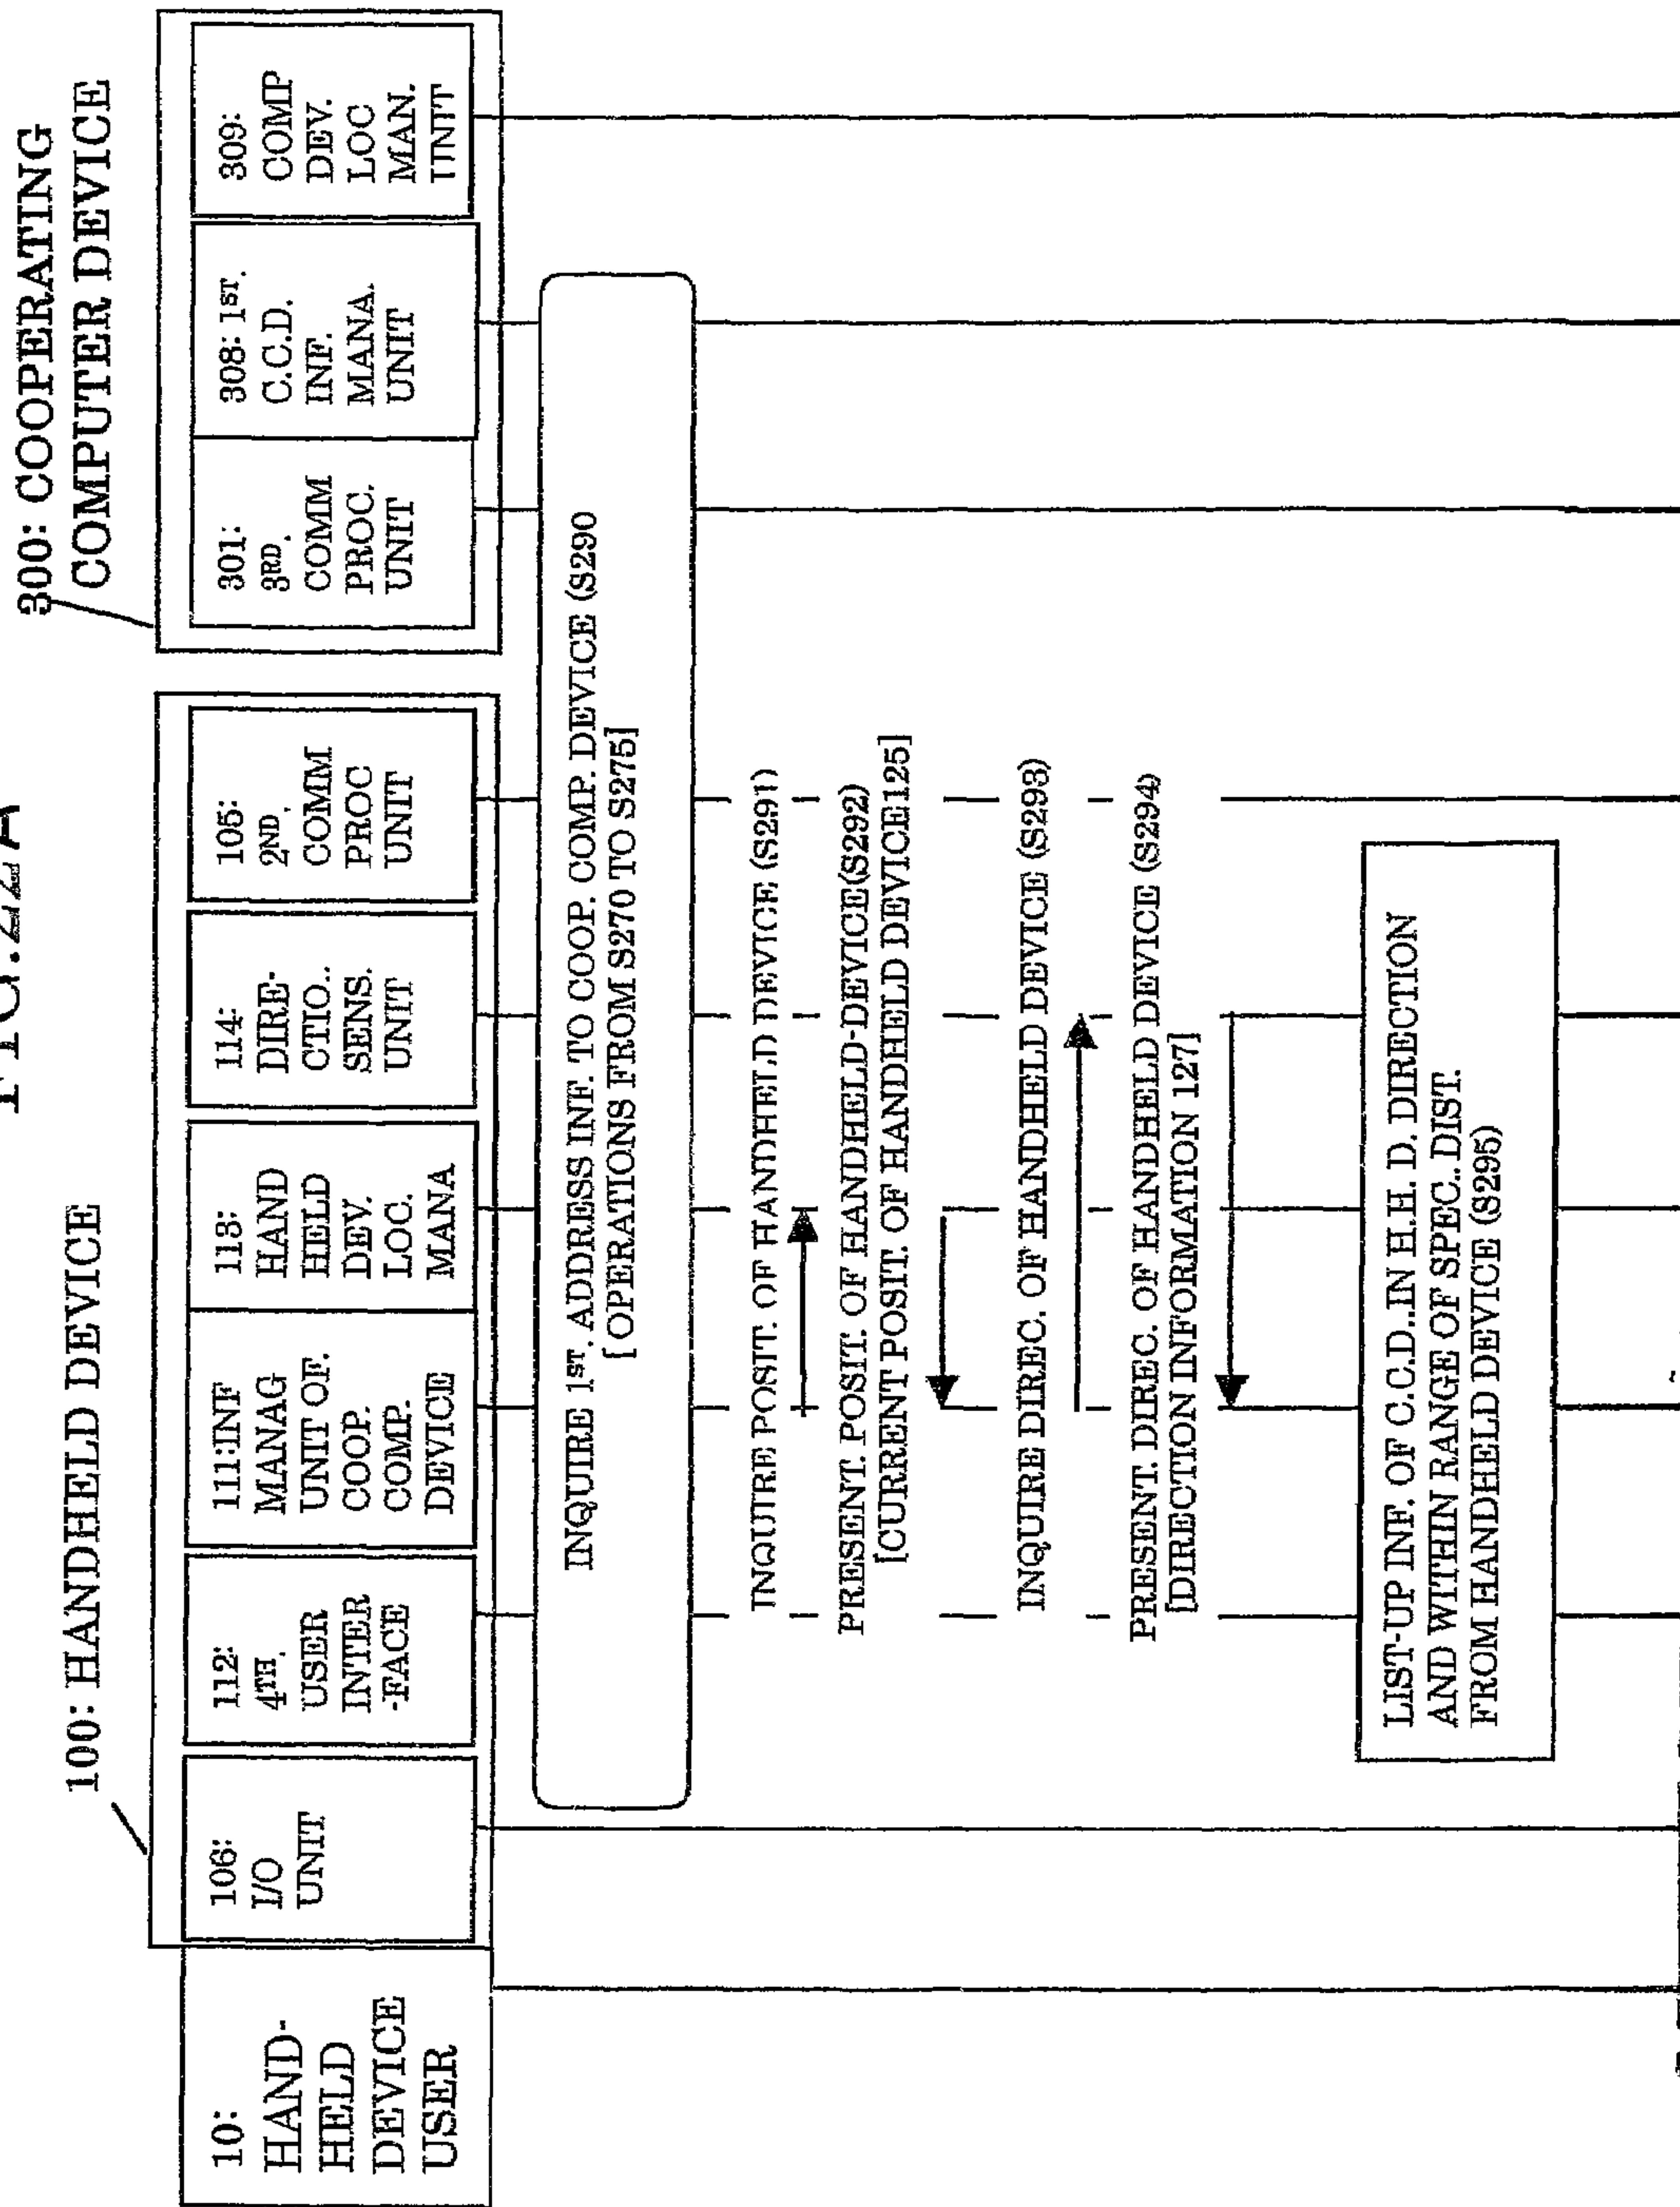 FIG. 22A
100: HANDHELD DEVICE
300: COOPERATING
COMPUTER DEVICE
10:
HAND-
HELD
DEVICE
USER
106:
I/O
UNIT
112:
4TH.
USER
INTER
-FACE
111:INF
MANAG
UNIT OF.
COOP.
COMP.
DEVICE
113:
HAND
HELD
DEV.
LOC.
MANA
114:
DIRE-
CTIO..
SENS.
UNIT
105:
2ND.
COMM
PROC
UNIT
301:
3RD.
COMM
PROC.
UNIT
308: 1ST.
C.C.D.
INF.
MANA.
UNIT
309:
COMP
DEV.
LOC
MAN.
UNIT
INQUIRE 1ST. ADDRESS INF. TO COOP. COMP. DEVICE (S290
[ OPERATIONS FROM S270 TO S275]
INQUIRE POSIT. OF HANDHELD DEVICE (S291)
PRESENT. POSIT. OF HANDHELD-DEVICE(S292)
[CURRENT POSIT. OF HANDHELD DEVICE125]
INQUIRE DIREC. OF HANDHELD DEVICE (S293)
PRESENT. DIREC. OF HANDHELD DEVICE (S294)
[DIRECTION INFORMATION 127]
LIST-UP INF. OF C.C.D..IN H.H. D. DIRECTION
AND WITHIN RANGE OF SPEC. DIST.
FROM HANDHELD DEVICE (S295)